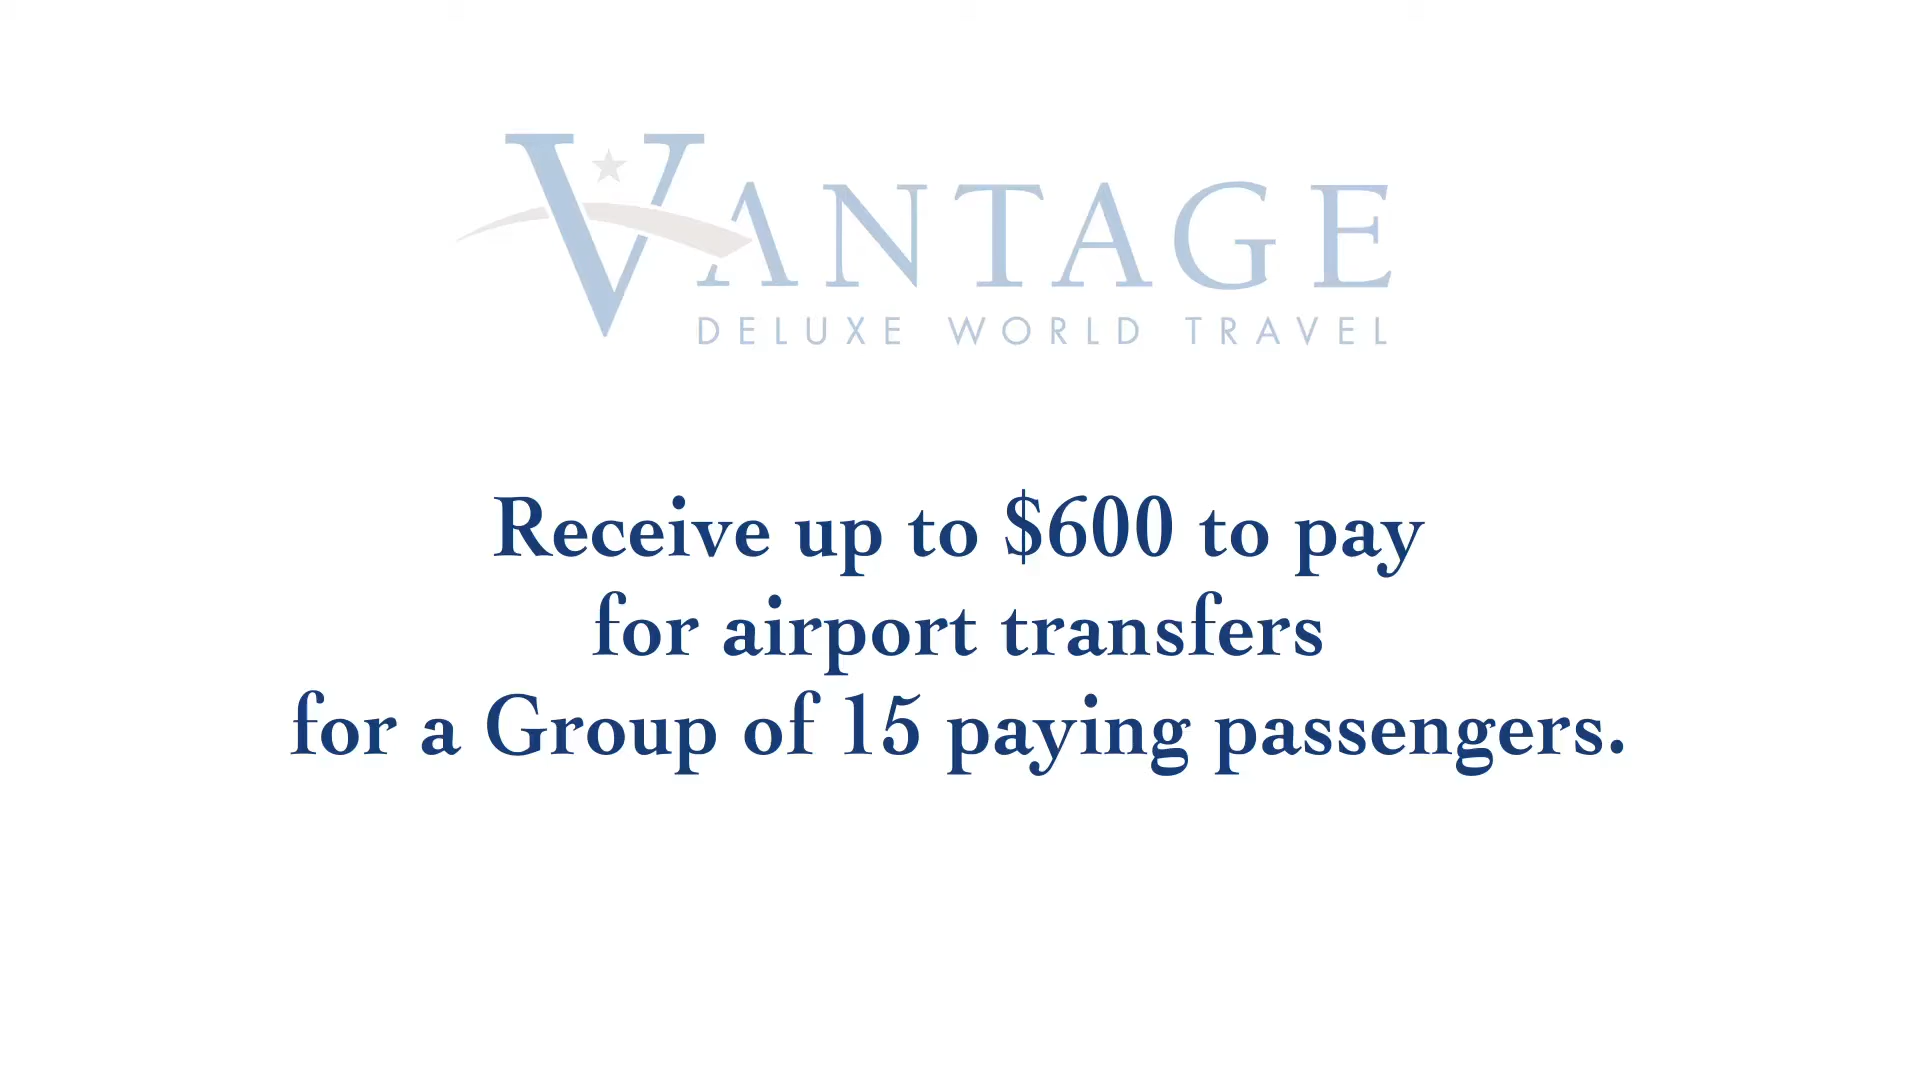 VANTAGE
DELUXE WORLD TRAVEL
Receive up to $600 to pay
for airport transfers
for a Group of 15 paying passengers.